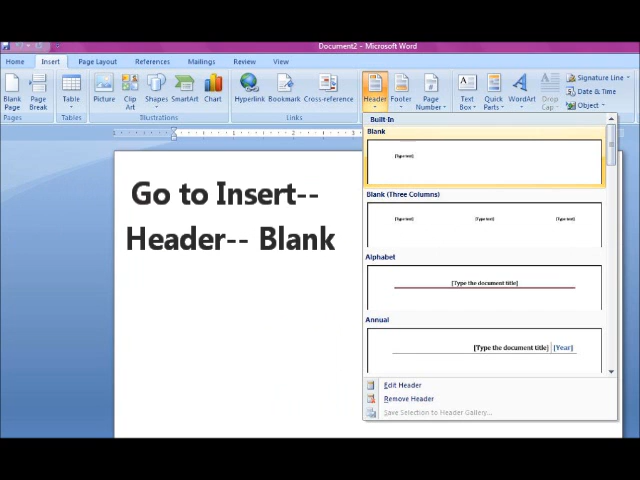 Document2 - Microsoft Word
Home Insert Page Layout References Mailings Review View
Blank Page
Page Break
Table
Picture
Clip Art
Shapes
SmartArt
Chart
Hyperlink
Bookmark
Cross-reference
Header
Footer
Page Number
Text Box
Quick Parts
WordArt
Drop Cap
Signature Line
Date & Time
Object
Pages
Tables
Illustrations
Links
Built-In
Blank
[Type text]
Blank (Three Columns)
[Type text] [Type text] [Type text]
Alphabet
[Type the document title]
Annual
[Type the document title] [Year]
Edit Header
Remove Header
Save Selection to Header Gallery...
Go to Insert--
Header-- Blank